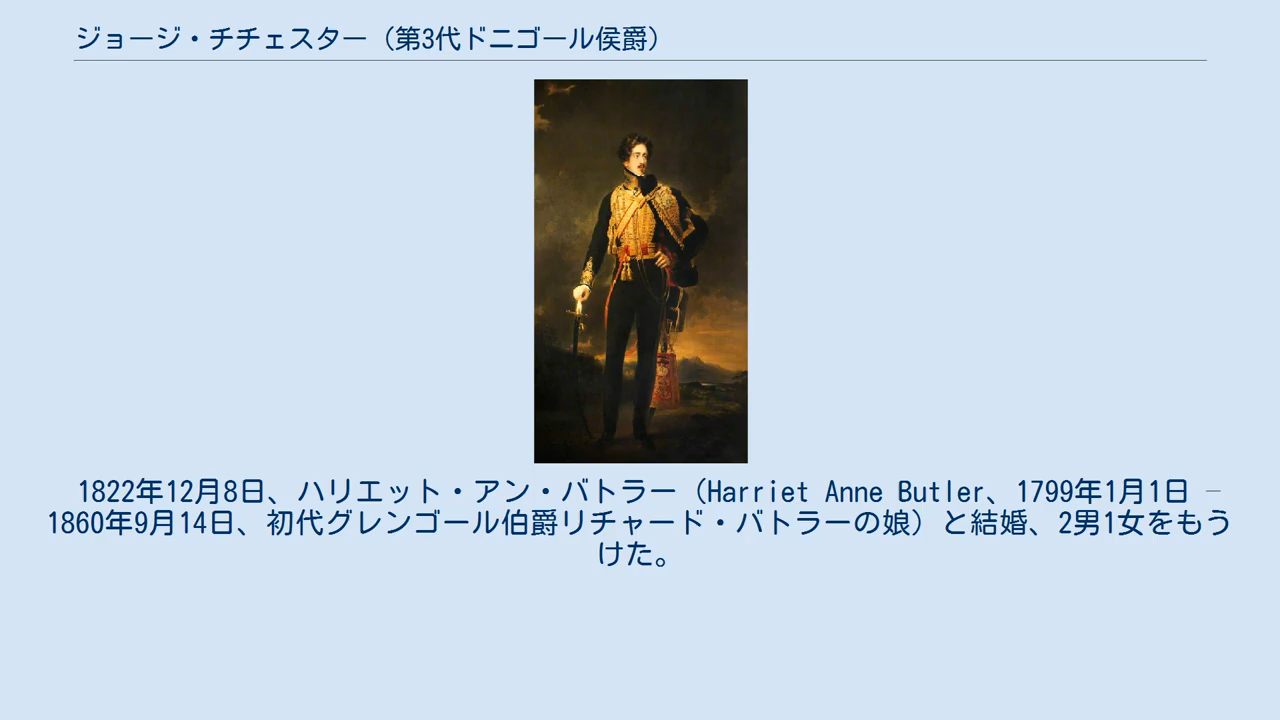 ジョージ・チチェスター（第3代ドニゴール侯爵）
1822年12月8日、ハリエット・アン・バトラー（Harriet Anne Butler、1799年1月1日 –
1860年9月14日、初代グレンゴール伯爵リチャード・バトラーの娘）と結婚、2男1女をもう
けた。